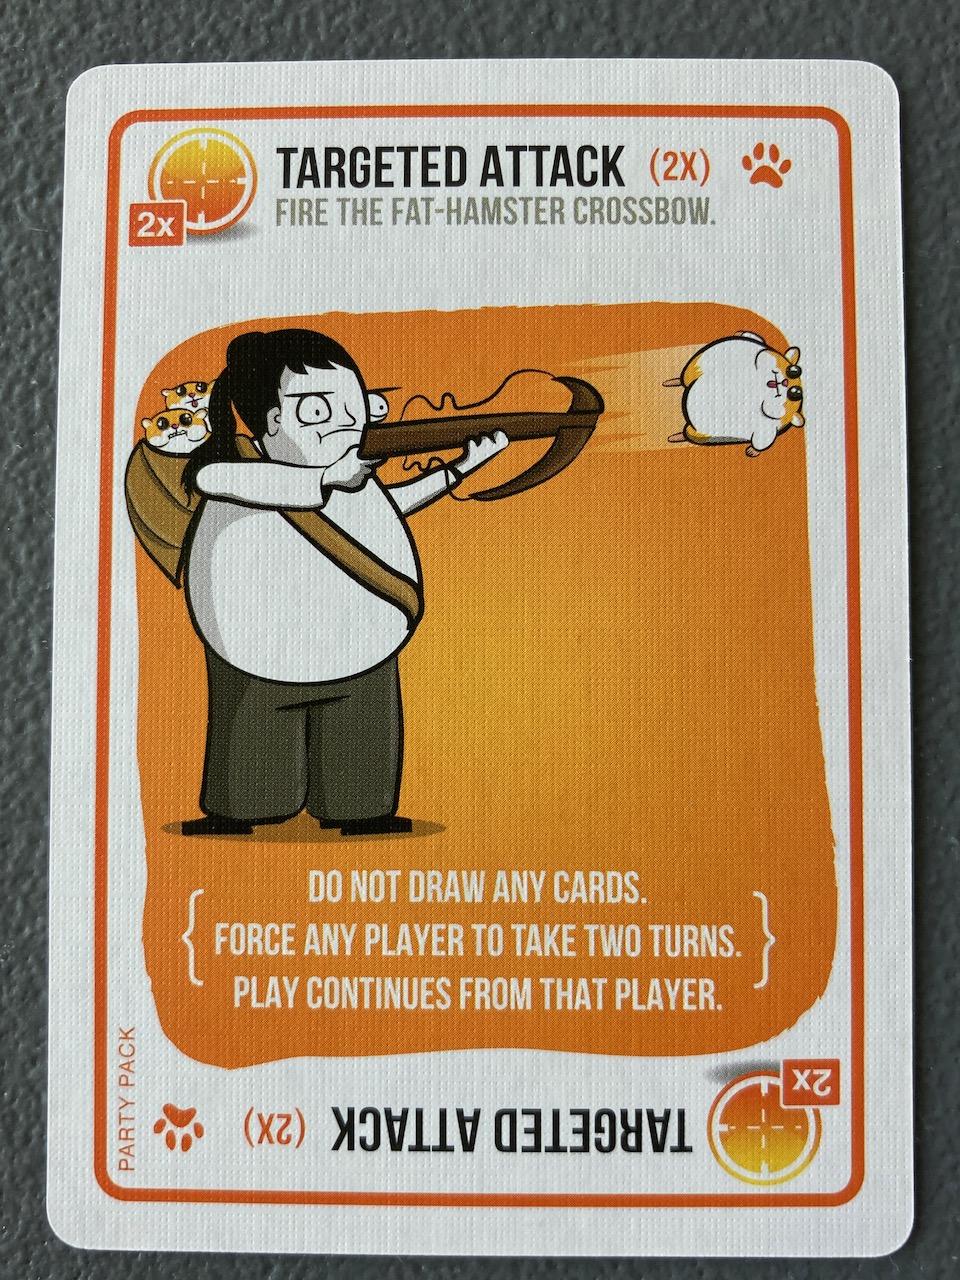 TARGETED ATTACK (2X)
2x
FIRE THE FAT-HAMSTER CROSSBOW.
DO NOT DRAW ANY CARDS.
FORCE ANY PLAYER TO TAKE TWO TURNS.
PLAY CONTINUES FROM THAT PLAYER.
PARTY PACK
2x
TARGETED ATTACK (2X)